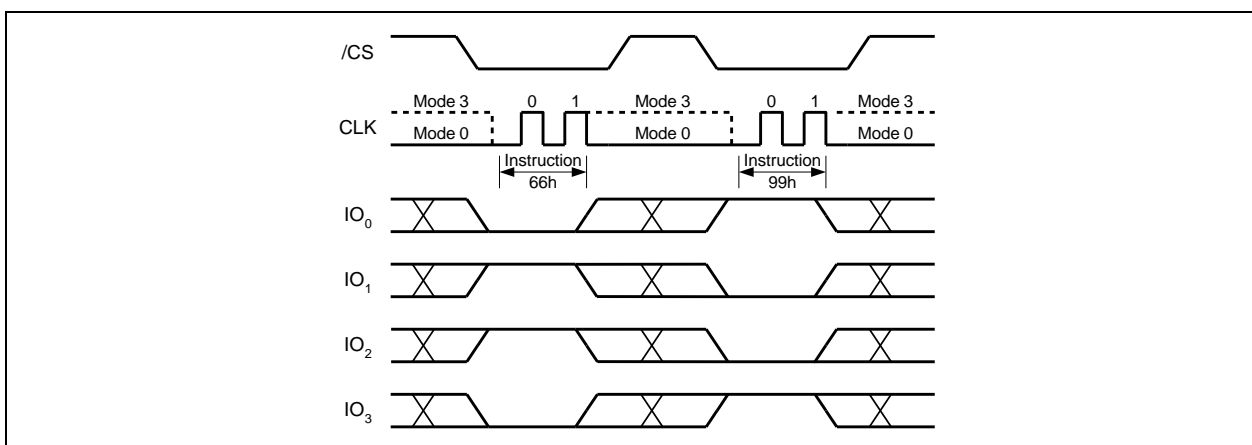 /CS
Mode 3 0 1 Mode 3 0 1 Mode 3
CLK
Mode 0 Mode 0 Mode 0
Instruction Instruction
66h 99h
IO0
IO1
IO2
IO3